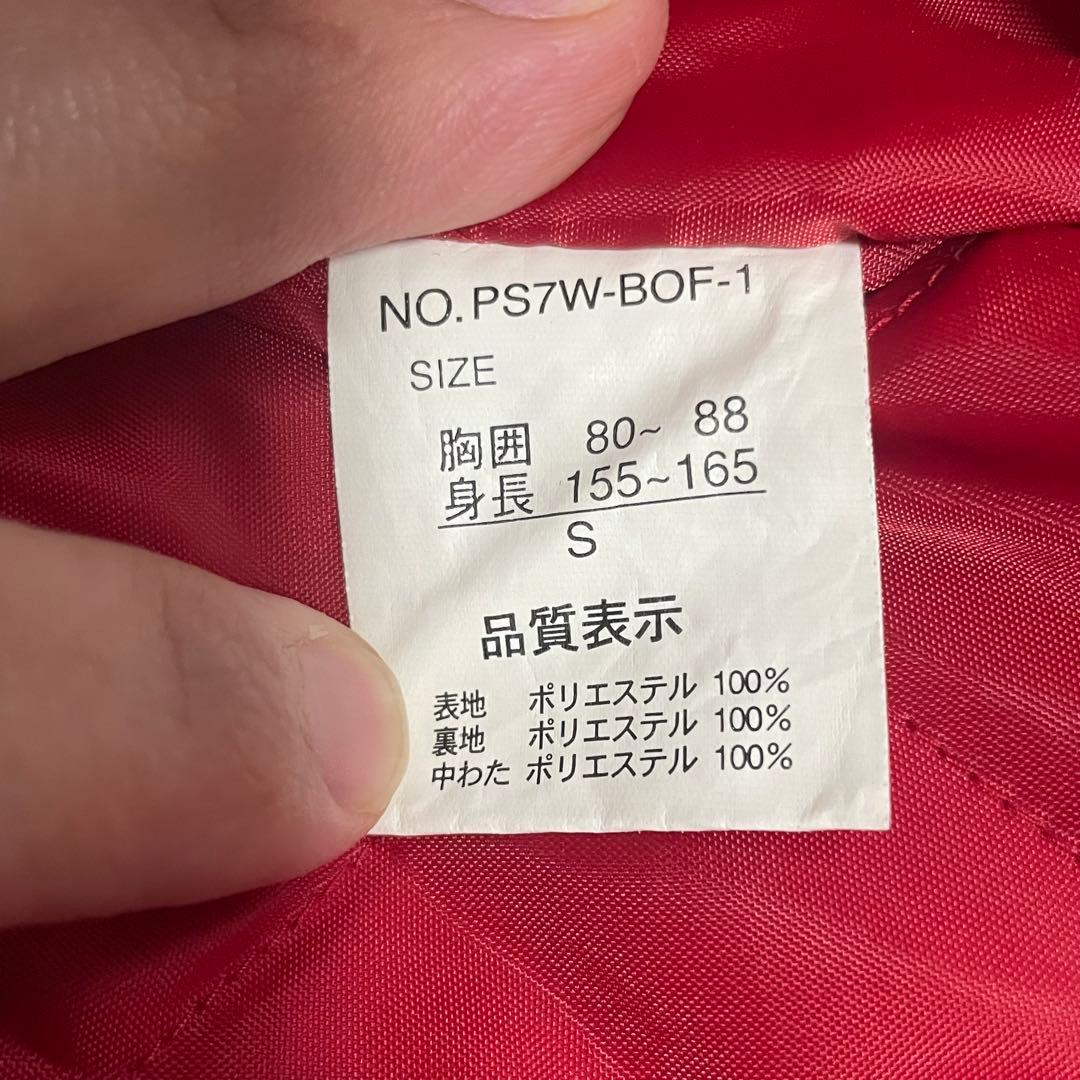 NO.PS7W-BOF-1
SIZE
胸囲 80~ 88
身長 155~165
S
品質表示
表地 ポリエステル 100%
裏地 ポリエステル 100%
中わた ポリエステル 100%